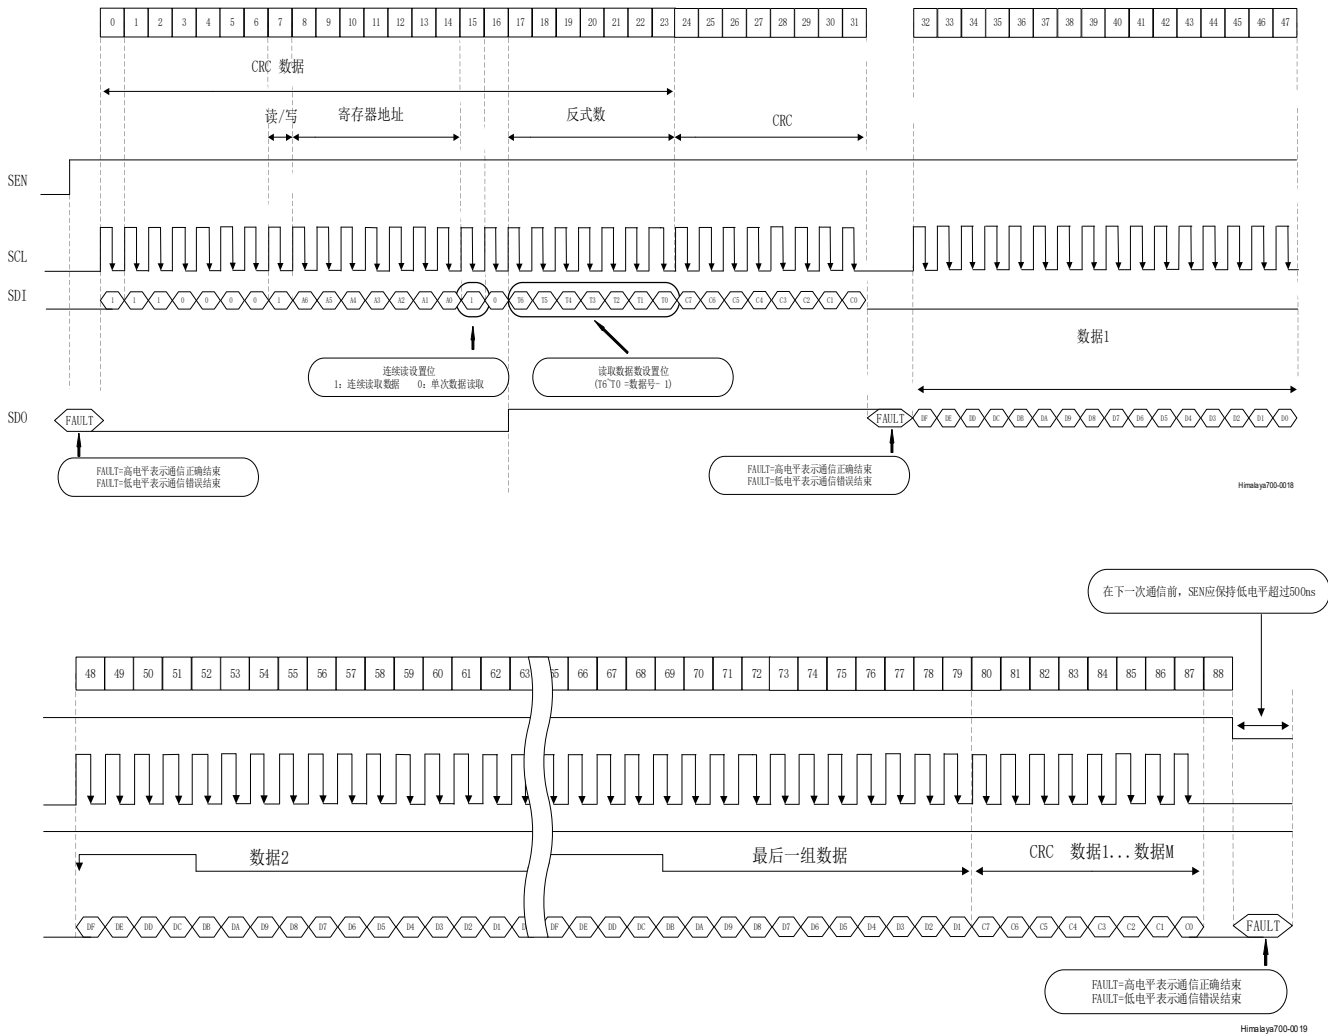 0 1 2 3 4 5 6 7 8 9 10 11 12 13 14 15 16 17 18 19 20 21 22 23 24 25 26 27 28 29 30 31 32 33 34 35 36 37 38 39 40 41 42 43 44 45 46 47
CRC 数据
读/写 寄存器地址 反式数 CRC
SEN
SCL
SDI 1 1 1 0 0 0 0 1 A6 A5 A4 A3 A2 A1 A0 1 0 T6 T5 T4 T3 T2 T1 T0 C7 C6 C5 C4 C3 C2 C1 C0
数据1
连续读设置位
1: 连续读取数据 0: 单次数据读取
读取数据数设置位
(T6~T0 =数据号- 1)
SDO FAULT FAULT DF DE DD DC DB DA D9 D8 D7 D6 D5 D4 D3 D2 D1 D0
FAULT=高电平表示通信正确结束
FAULT=低电平表示通信错误结束
FAULT=高电平表示通信正确结束
FAULT=低电平表示通信错误结束
Himalaya700-0018
在下一次通信前, SEN应保持低电平超过500ns
48 49 50 51 52 53 54 55 56 57 58 59 60 61 62 63 65 66 67 68 69 70 71 72 73 74 75 76 77 78 79 80 81 82 83 84 85 86 87 88
数据2 最后一组数据 CRC 数据1...数据M
DF DE DD DC DB DA D9 D8 D7 D6 D5 D4 D3 D2 D1 DF DE DD DC DB DA D9 D8 D7 D6 D5 D4 D3 D2 D1 C7 C6 C5 C4 C3 C2 C1 C0 FAULT
FAULT=高电平表示通信正确结束
FAULT=低电平表示通信错误结束
Himalaya700-0019